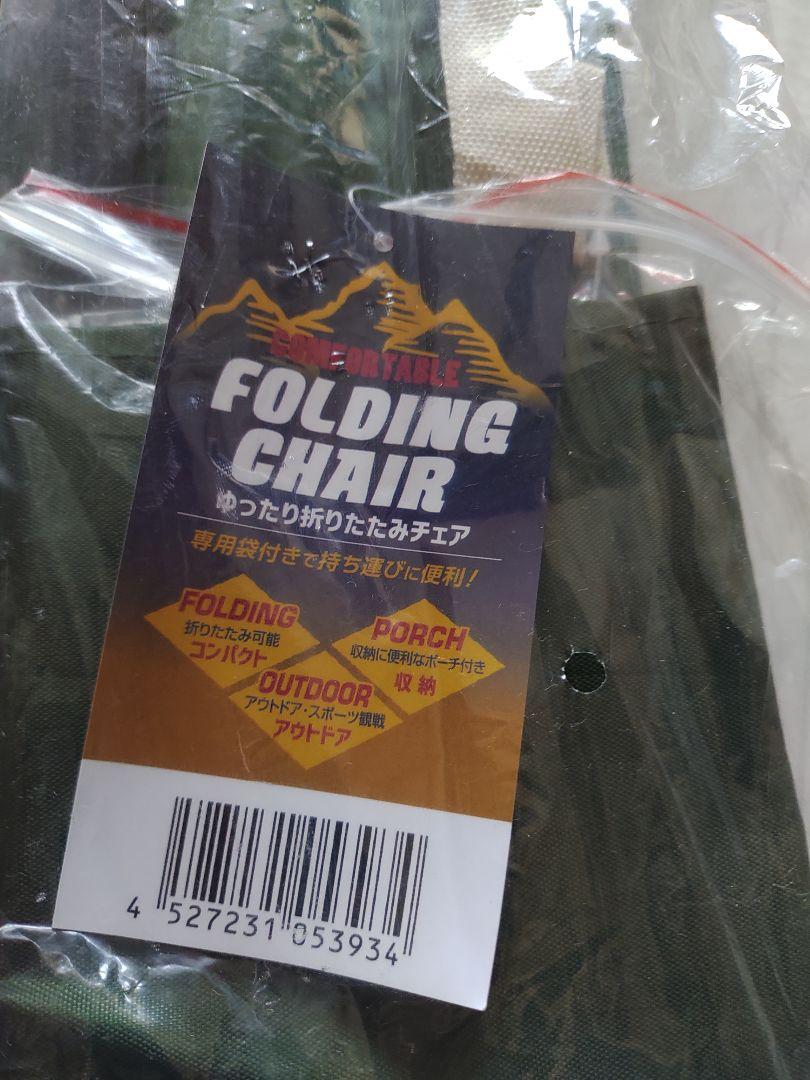 COMFORTABLE
FOLDING
CHAIR
ゆったり折りたたみチェア
専用袋付きで持ち運びに便利!
FOLDING
折りたたみ可能
コンパクト
PORCH
収納に便利なポーチ付き
収納
OUTDOOR
アウトドア・スポーツ観戦
アウトドア
4 527231 053934